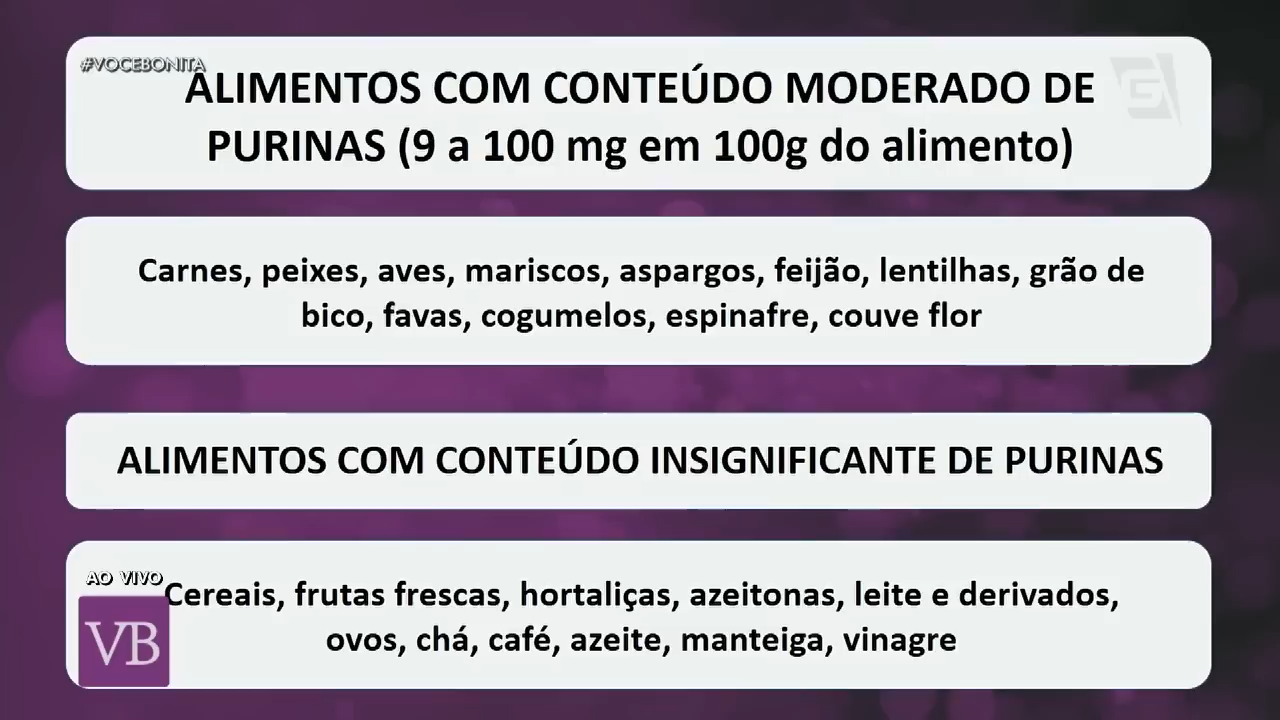 #VOCEBONITA
ALIMENTOS COM CONTEÚDO MODERADO DE
PURINAS (9 a 100 mg em 100g do alimento)
Carnes, peixes, aves, mariscos, aspargos, feijão, lentilhas, grão de
bico, favas, cogumelos, espinafre, couve flor
ALIMENTOS COM CONTEÚDO INSIGNIFICANTE DE PURINAS
AO VIVO
Cereais, frutas frescas, hortaliças, azeitonas, leite e derivados,
ovos, chá, café, azeite, manteiga, vinagre
VB